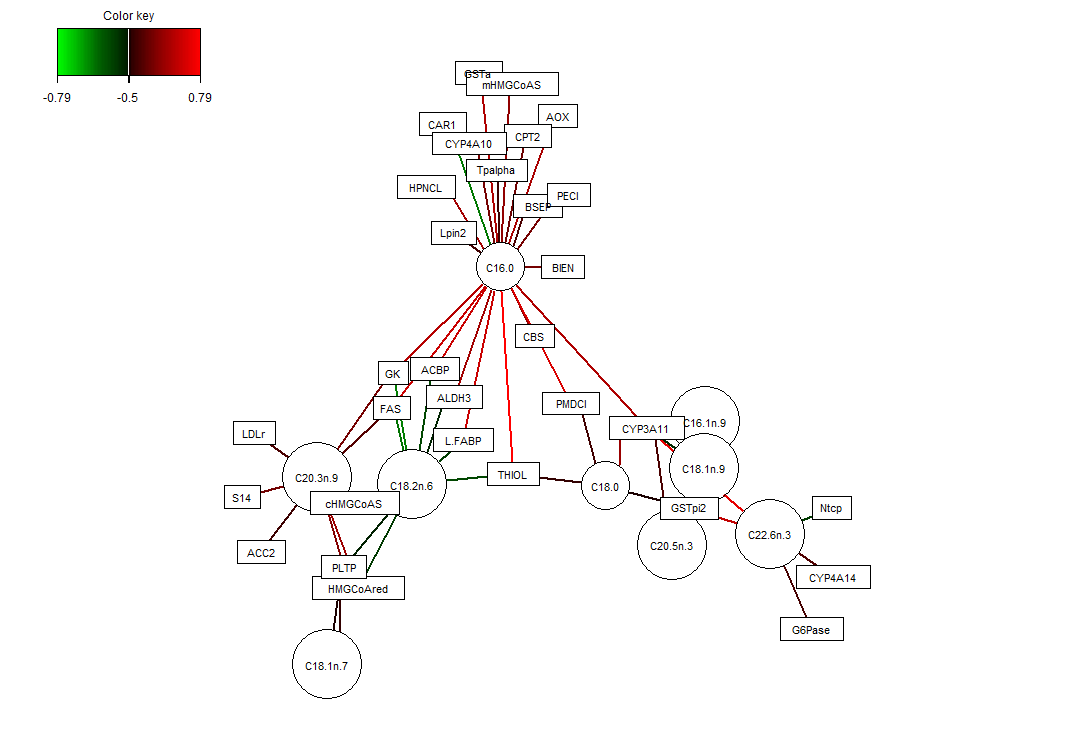 Color key
-0.79
-0.5
0.79
GSTa
mHMGCoAS
AOX
CAR1
CPT2
CYP4A10
Tpalpha
HPNCL
PECI
BSEP
Lpin2
C16.0
BIEN
CBS
GK
ACBP
ALDH3
FAS
PMDCI
C16.1n.9
CYP3A11
LDLr
L.FABP
C18.1n.9
C20.3n.9
THIOL
C18.2n.6
C18.0
S14
cHMGCoAS
GSTpi2
Ntcp
C22.6n.3
C20.5n.3
ACC2
PLTP
CYP4A14
HMGCoAred
G6Pase
C18.1n.7